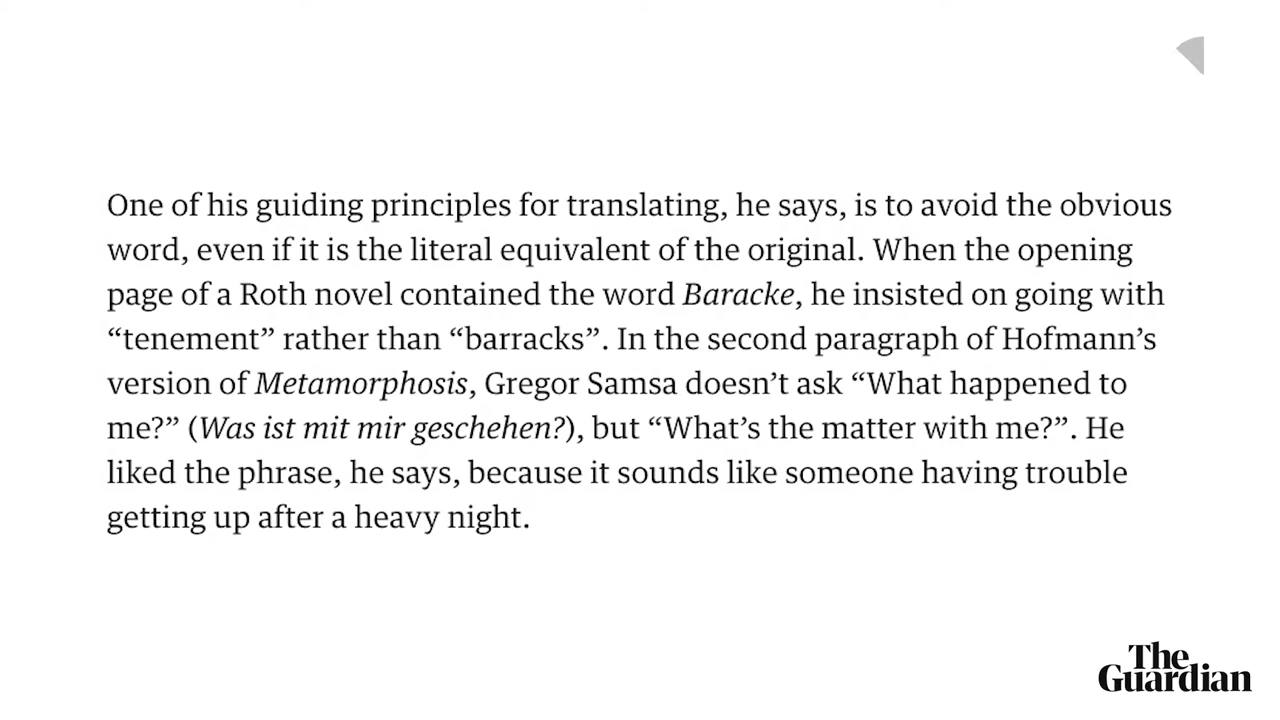 One of his guiding principles for translating, he says, is to avoid the obvious
word, even if it is the literal equivalent of the original. When the opening
page of a Roth novel contained the word Baracke, he insisted on going with
“tenement” rather than “barracks”. In the second paragraph of Hofmann’s
version of Metamorphosis, Gregor Samsa doesn’t ask “What happened to
me?” (Was ist mit mir geschehen?), but “What’s the matter with me?”. He
liked the phrase, he says, because it sounds like someone having trouble
getting up after a heavy night.
The
Guardian